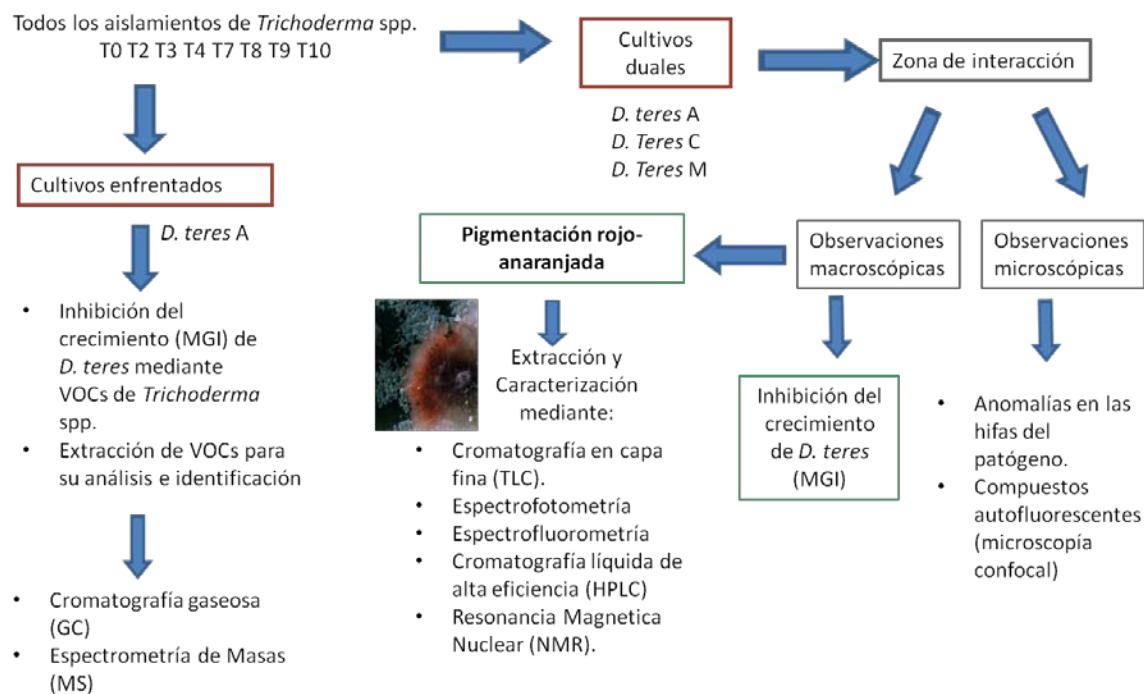 Todos los aislamientos de Trichoderma spp.
T0 T2 T3 T4 T7 T8 T9 T10
Cultivos
duales
Zona de interacción
D. teres A
D. Teres C
D. Teres M
Cultivos enfrentados
D. teres A
• Inhibición del
crecimiento (MGI) de
D. teres mediante
VOCs de Trichoderma
spp.
• Extracción de VOCs para
su análisis e identificación
• Cromatografía gaseosa
(GC)
• Espectrometría de Masas
(MS)
Pigmentación rojo-
anaranjada
Extracción y
Caracterización
mediante:
• Cromatografía en capa
fina (TLC).
• Espectrofotometría
• Espectrofluorometría
• Cromatografía líquida de
alta eficiencia (HPLC)
• Resonancia Magnetica
Nuclear (NMR).
Observaciones
macroscópicas
Inhibición del
crecimiento
de D. teres
(MGI)
Observaciones
microscópicas
• Anomalías en las
hifas del
patógeno.
• Compuestos
autofluorescentes
(microscopía
confocal)